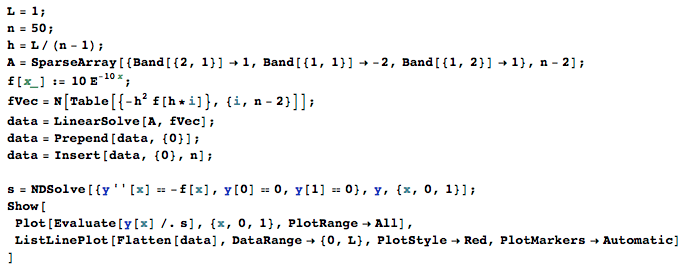 L = 1;
n = 50;
h = L / (n - 1);
A = SparseArray[{Band[{2, 1}] → 1, Band[{1, 1}] → -2, Band[{1, 2}] → 1}, n - 2];
f[x_] := 10 E^-10 x;
fVec = N[Table[{-h^2 f[h * i]}, {i, n - 2}]];
data = LinearSolve[A, fVec];
data = Prepend[data, {0}];
data = Insert[data, {0}, n];
s = NDSolve[{y ''[x] == -f[x], y[0] == 0, y[1] == 0}, y, {x, 0, 1}];
Show[
Plot[Evaluate[y[x] /. s], {x, 0, 1}, PlotRange → All],
ListLinePlot[Flatten[data], DataRange → {0, L}, PlotStyle → Red, PlotMarkers → Automatic]
]